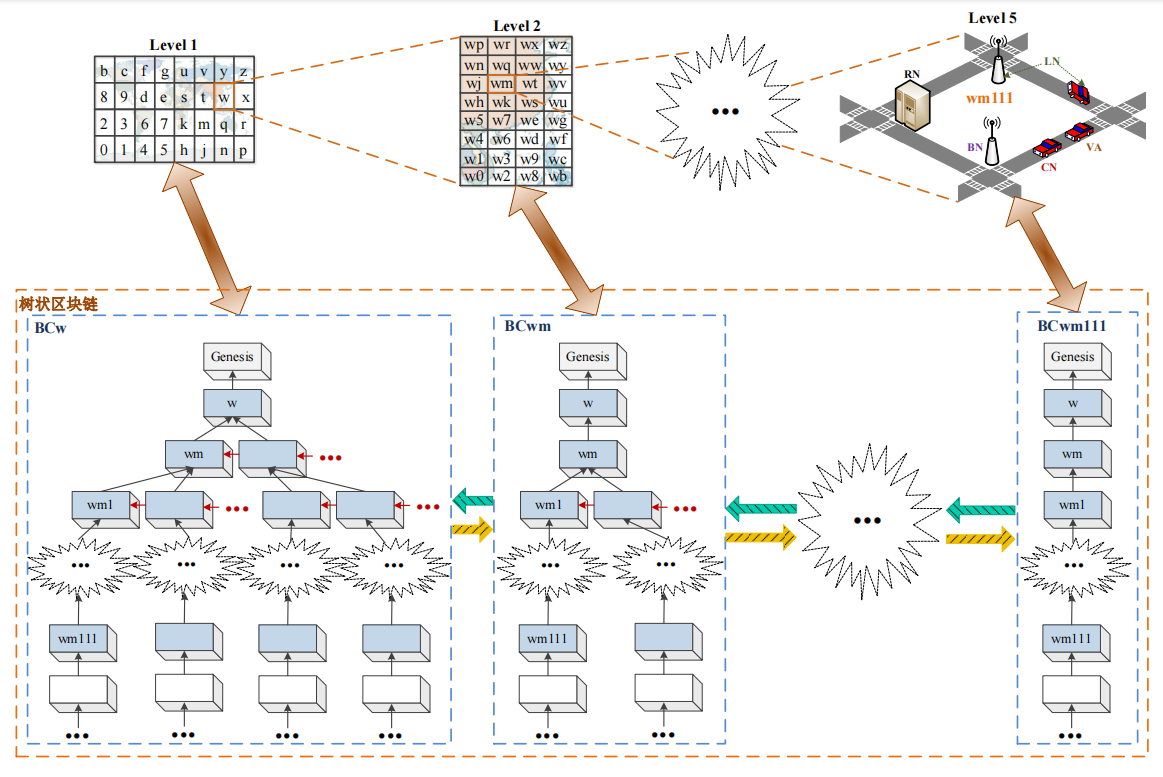 Level 1
b c f g u v y z
8 9 d e s t w x
2 3 6 7 k m q r
0 1 4 5 h j n p
Level 2
wp wr wx wz
wn wq ww wy
wj wm wt wv
wh wk ws wu
w5 w7 we wg
w4 w6 wd wf
w1 w3 w9 wc
w0 w2 w8 wb
•••
Level 5
LN
RN
wm111
BN
VA
CN
树状区块链
BCw
Genesis
w
wm
•••
wm1
•••
•••
••• ••• ••• •••
wm111
••• ••• ••• •••
BCwm
Genesis
w
wm
wm1
•••
••• •••
wm111
••• •••
•••
BCwm111
Genesis
w
wm
wm1
•••
wm111
•••